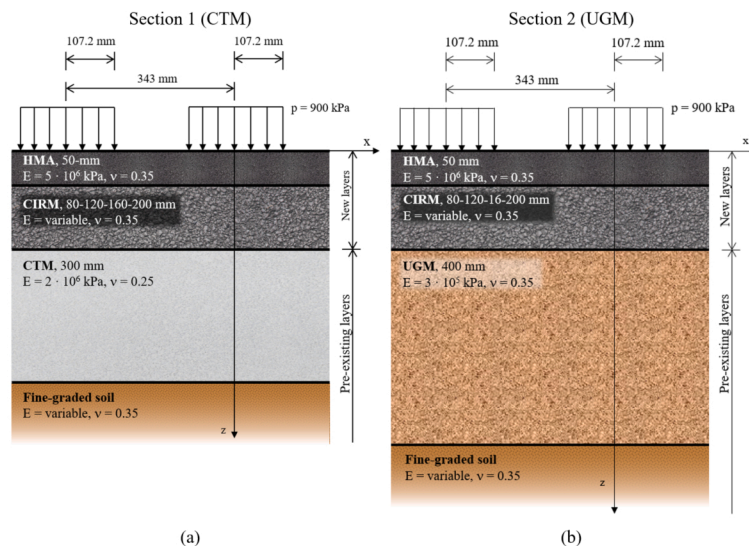 Section 1 (CTM)
107.2 mm
107.2 mm
343 mm
p = 900 kPa
x
HMA, 50-mm
E = 5 · 10⁶ kPa, ν = 0.35
CIRM, 80-120-160-200 mm
E = variable, ν = 0.35
New layers
CTM, 300 mm
E = 2 · 10⁶ kPa, ν = 0.25
Pre-existing layers
Fine-graded soil
E = variable, ν = 0.35
z
(a)
Section 2 (UGM)
107.2 mm
107.2 mm
343 mm
p = 900 kPa
x
HMA, 50 mm
E = 5 · 10⁶ kPa, ν = 0.35
CIRM, 80-120-16-200 mm
E = variable, ν = 0.35
New layers
UGM, 400 mm
E = 3 · 10⁵ kPa, ν = 0.35
Pre-existing layers
Fine-graded soil
E = variable, ν = 0.35
z
(b)